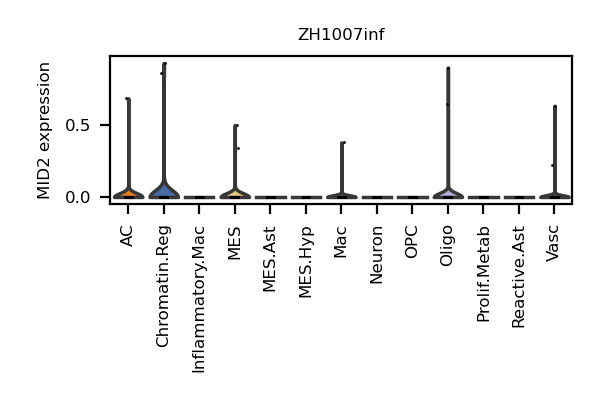 ZH1007inf
MID2 expression
0.5
0.0
AC
Chromatin.Reg
Inflammatory.Mac
MES
MES.Ast
MES.Hyp
Mac
Neuron
OPC
Oligo
Prolif.Metab
Reactive.Ast
Vasc